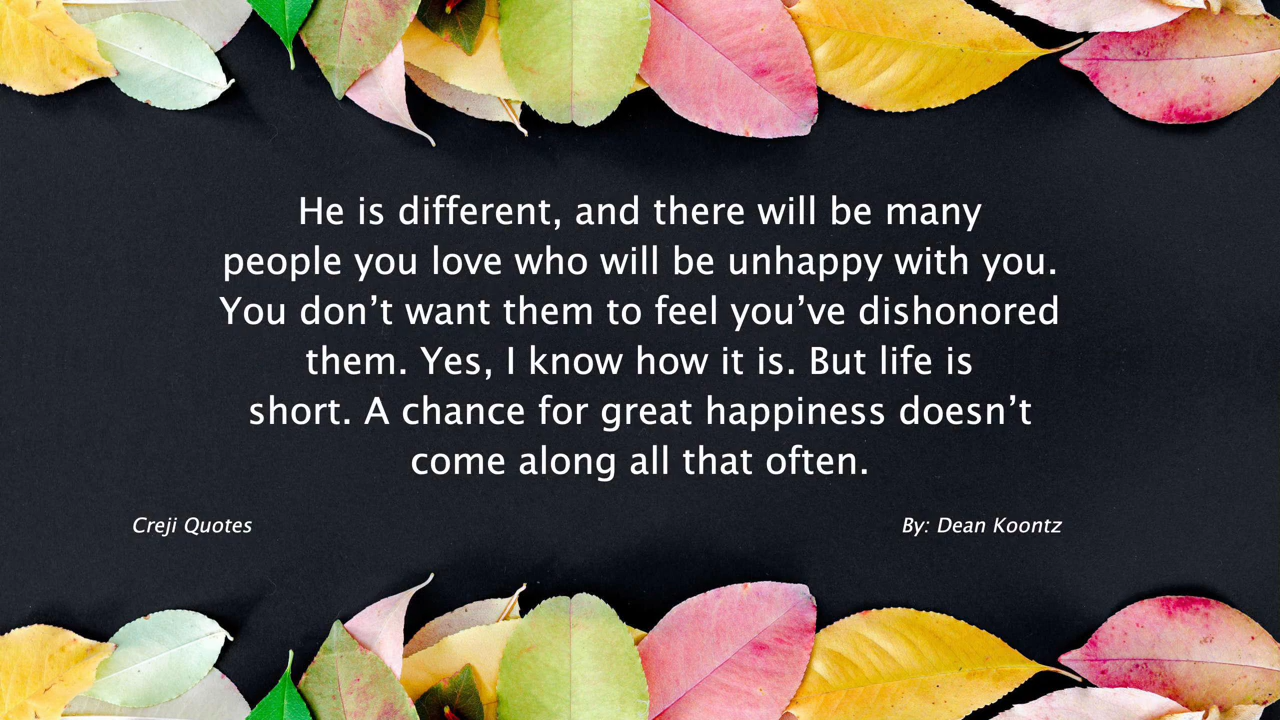 He is different, and there will be many
people you love who will be unhappy with you.
You don’t want them to feel you’ve dishonored
them. Yes, I know how it is. But life is
short. A chance for great happiness doesn’t
come along all that often.
Creji Quotes
By: Dean Koontz